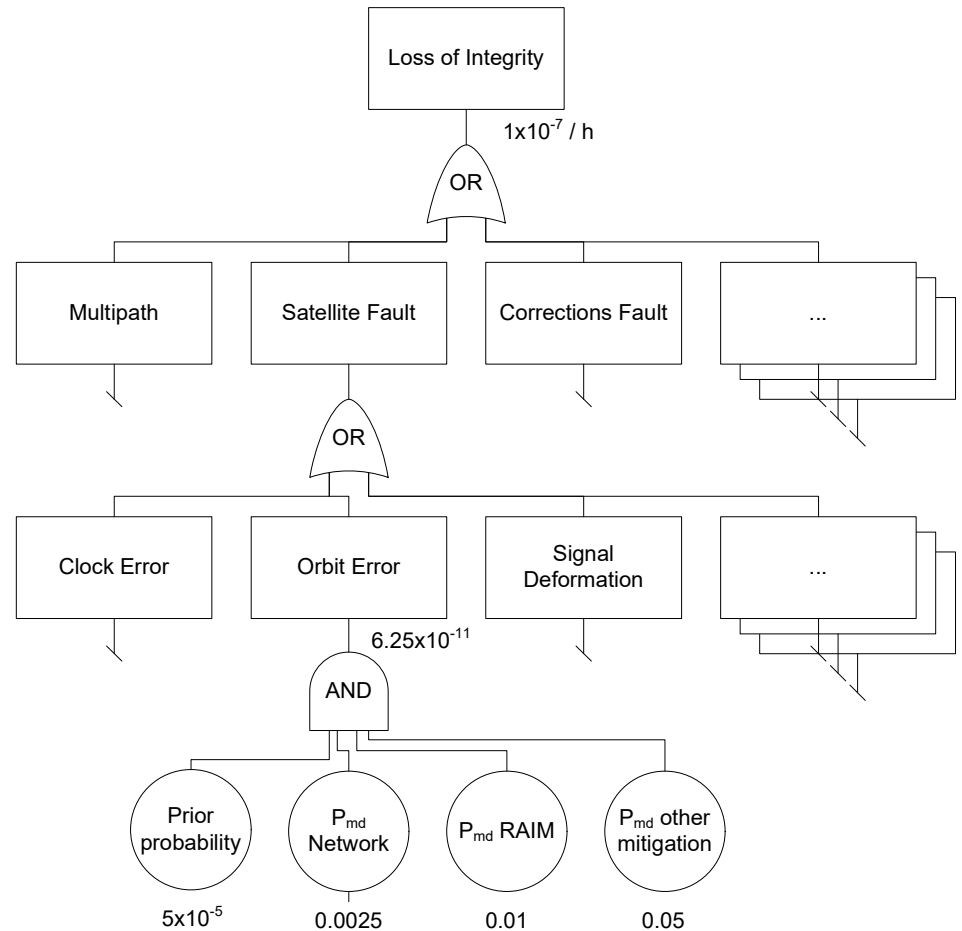 Loss of Integrity
1x10⁻⁷ / h
OR
Multipath
Satellite Fault
Corrections Fault
...
OR
Clock Error
Orbit Error
Signal
Deformation
...
6.25x10⁻¹¹
AND
Prior
probability
Pmd
Network
Pmd RAIM
Pmd other
mitigation
5x10⁻⁵
0.0025
0.01
0.05